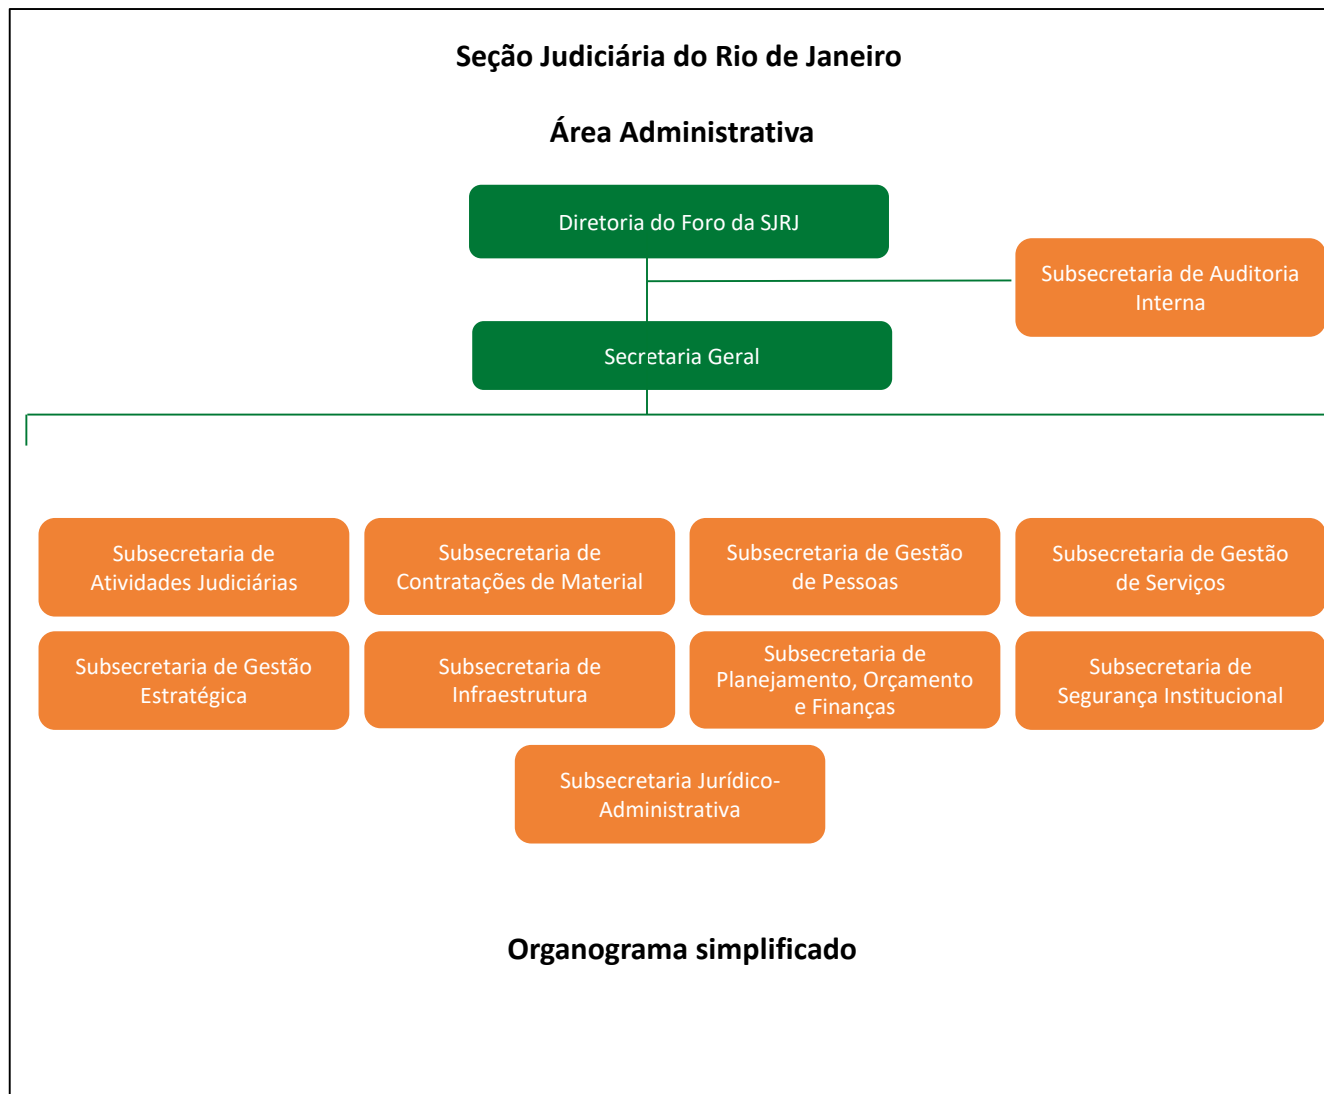 Seção Judiciária do Rio de Janeiro
Área Administrativa
Diretoria do Foro da SJRJ
Subsecretaria de Auditoria
Interna
Secretaria Geral
Subsecretaria de
Atividades Judiciárias
Subsecretaria de
Contratações de Material
Subsecretaria de Gestão
de Pessoas
Subsecretaria de Gestão
de Serviços
Subsecretaria de Gestão
Estratégica
Subsecretaria de
Infraestrutura
Subsecretaria de
Planejamento, Orçamento
e Finanças
Subsecretaria de
Segurança Institucional
Subsecretaria Jurídico-
Administrativa
Organograma simplificado